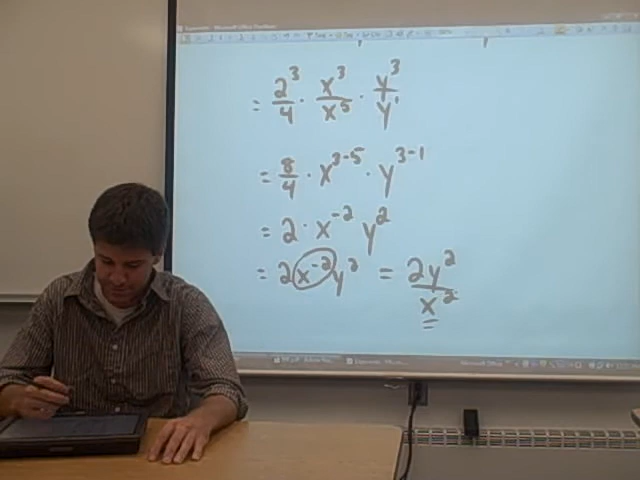 = 2³/4 · x³/x⁵ · y³/y¹
= 8/4 · x³⁻⁵ · y³⁻¹
= 2 · x⁻² y²
= 2x⁻²y² = 2y²/x²